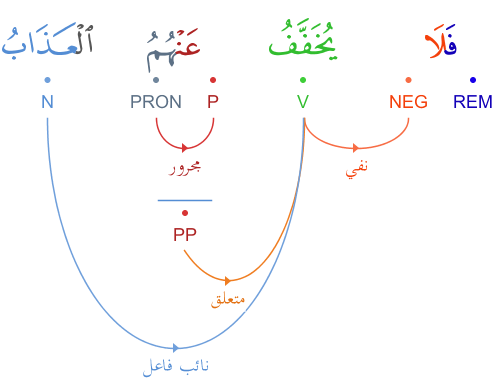 فَلَا يُخَفَّفُ عَنْهُمُ ٱلْعَذَابُ
REM NEG V P PRON N
نفي
مجرور
PP
متعلق
نائب فاعل